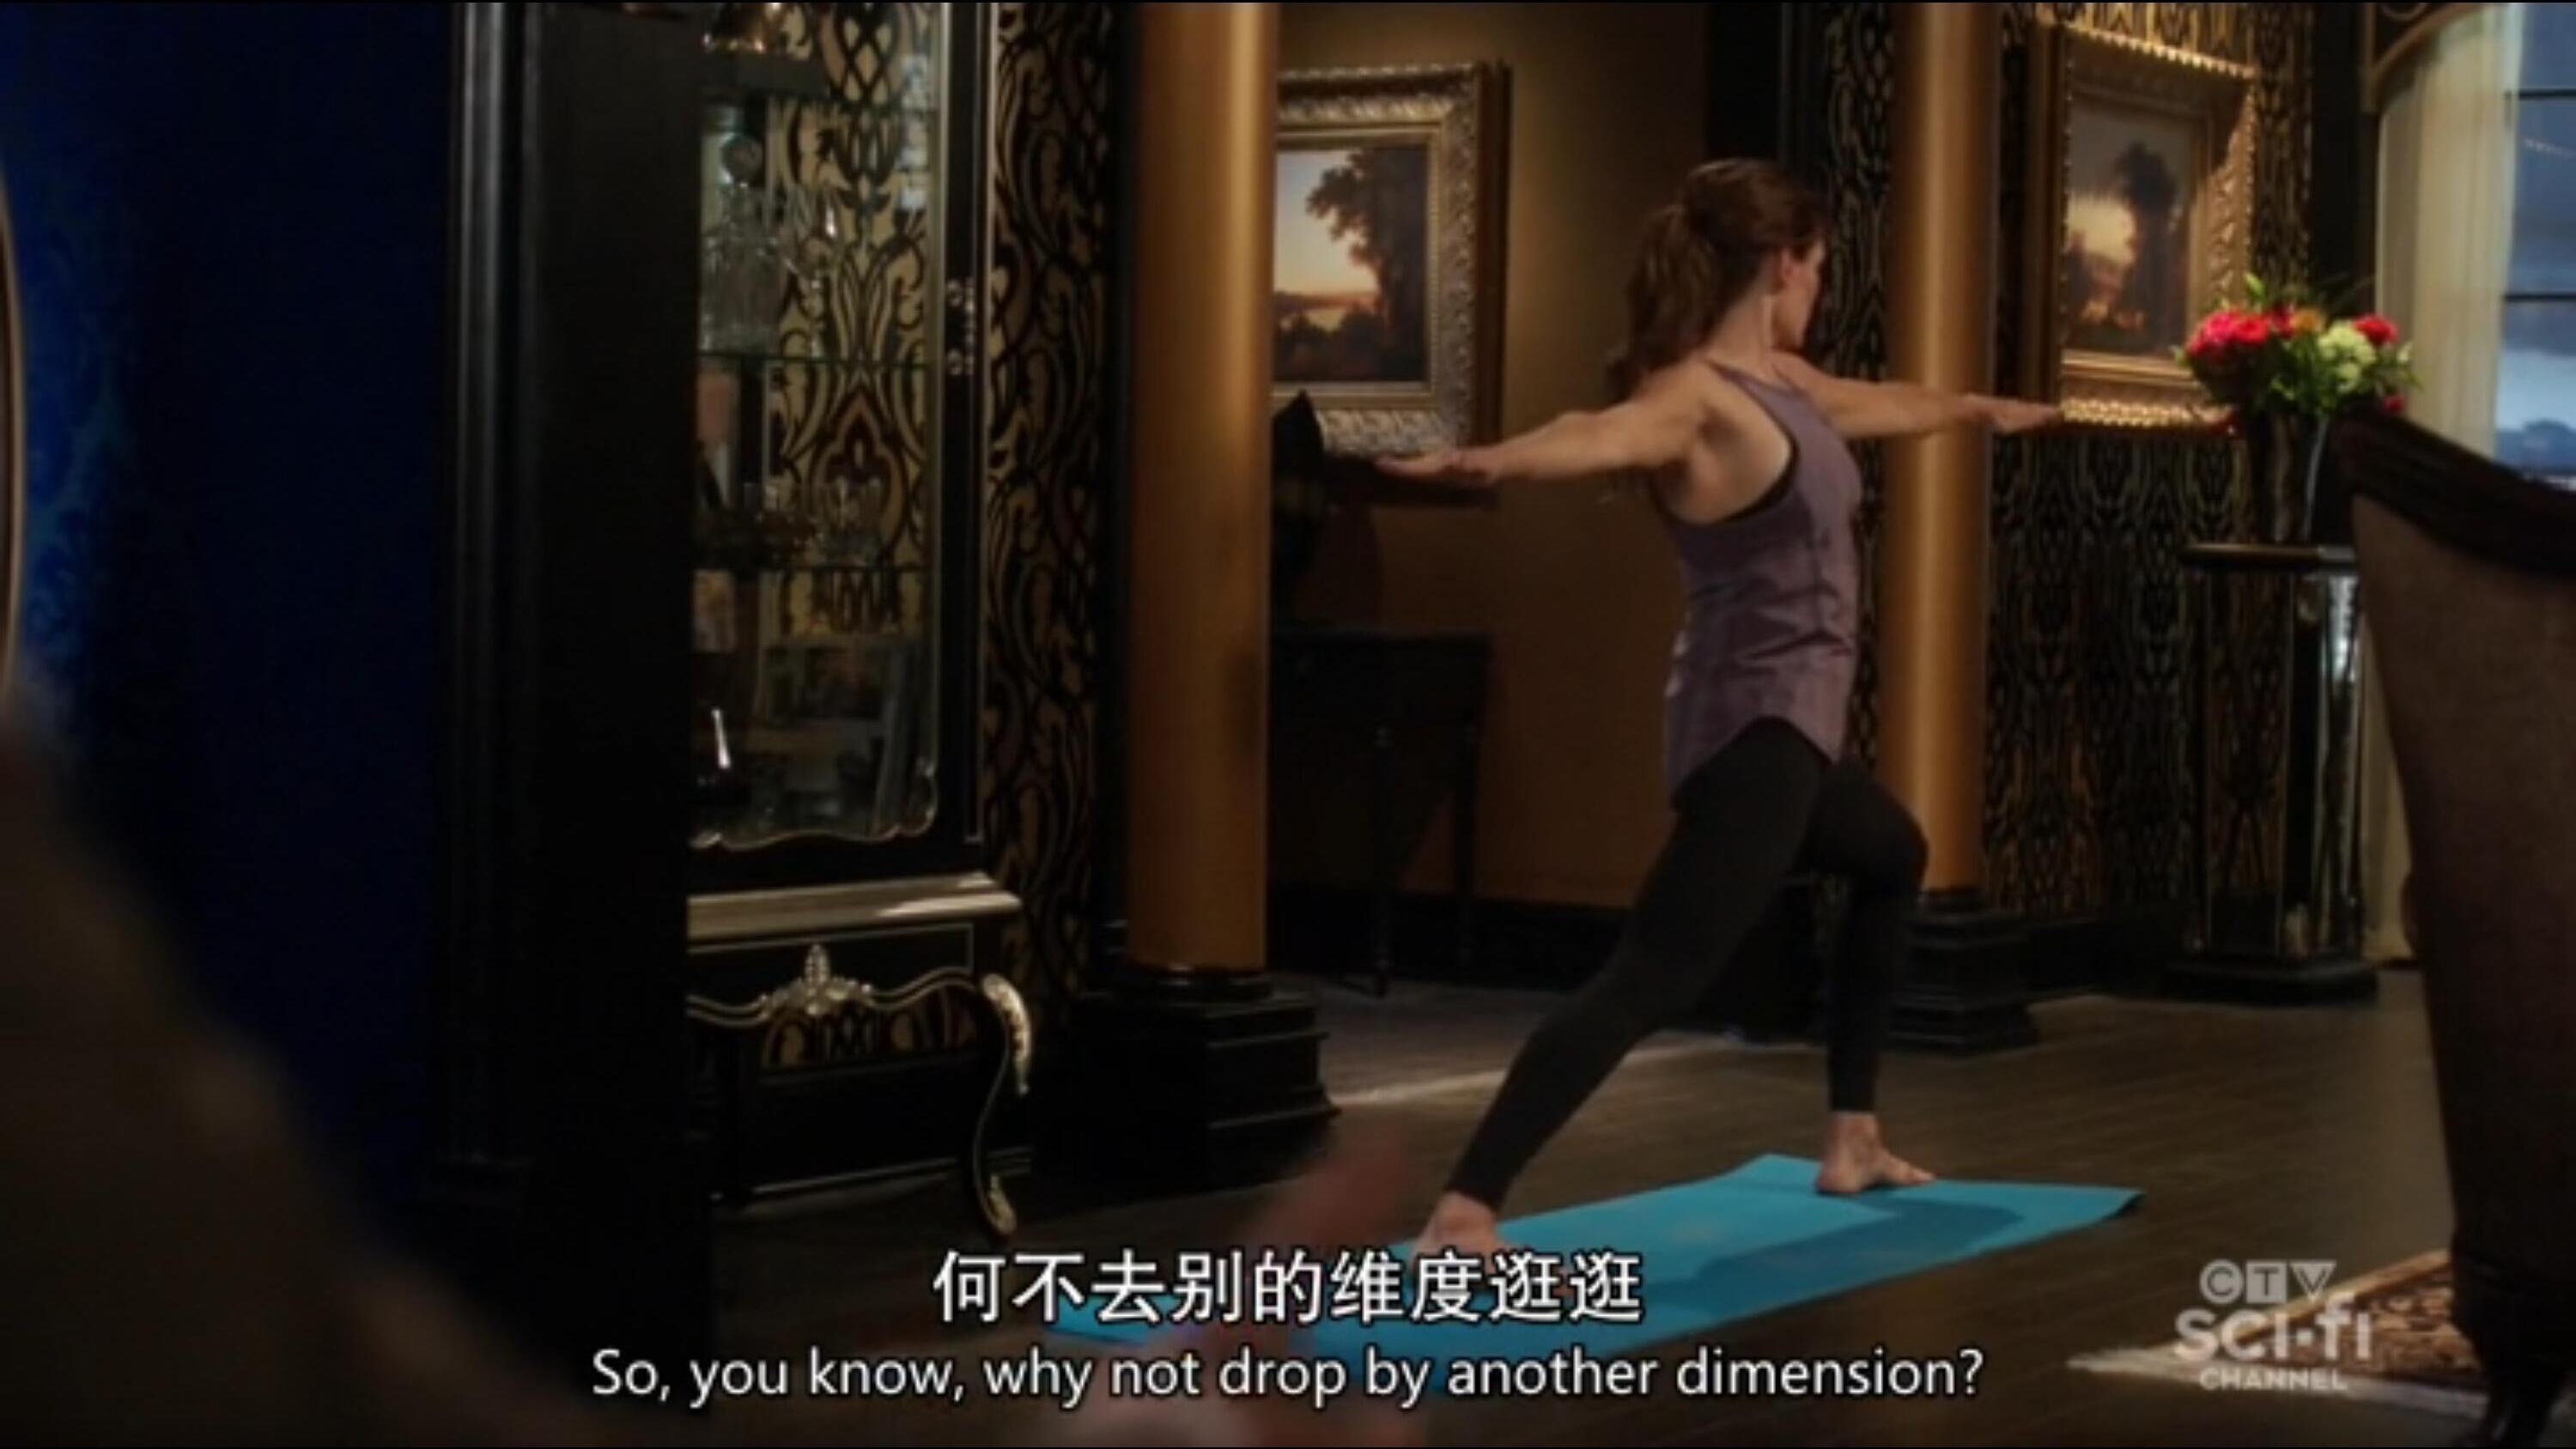 何不去别的维度逛逛
So, you know, why not drop by another dimension?
CTV
SCI-FI
CHANNEL